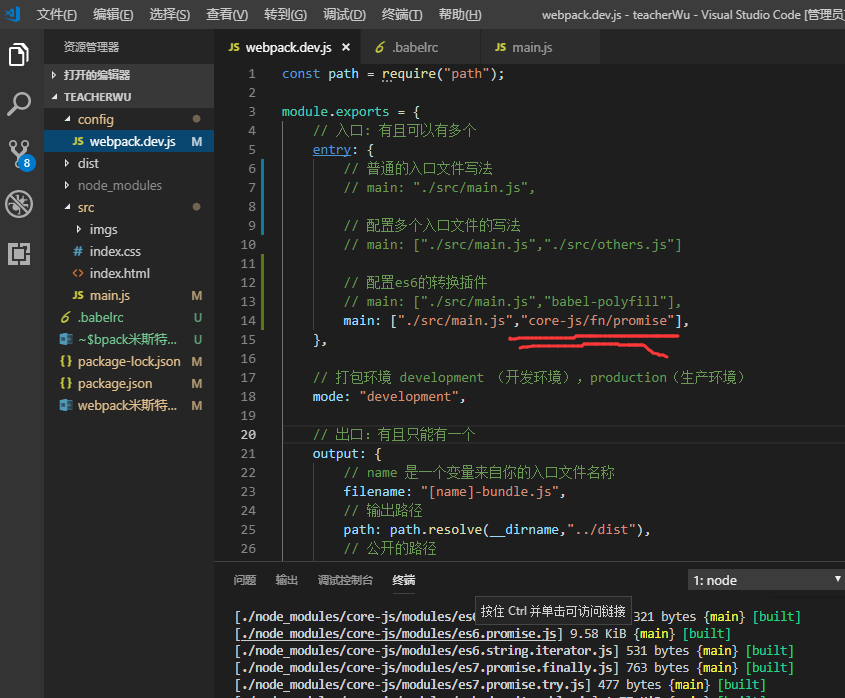 文件(F) 编辑(E) 选择(S) 查看(V) 转到(G) 调试(D) 终端(T) 帮助(H) webpack.dev.js - teacherWu - Visual Studio Code [管理员]
资源管理器
打开的编辑器
TEACHERWU
config
JS webpack.dev.js M
8
dist
node_modules
src
imgs
# index.css
<> index.html
JS main.js M
.babelrc U
~$bpack米斯特... U
{} package-lock.json M
{} package.json M
webpack米斯特... M
JS webpack.dev.js ×
.babelrc
JS main.js
1 const path = require("path");
2
3 module.exports = {
4 // 入口: 有且可以有多个
5 entry: {
6 // 普通的入口文件写法
7 // main: "./src/main.js",
8
9 // 配置多个入口文件的写法
10 // main: ["./src/main.js","./src/others.js"]
11
12 // 配置es6的转换插件
13 // main: ["./src/main.js","babel-polyfill"],
14 main: ["./src/main.js","core-js/fn/promise"],
15 },
16
17 // 打包环境 development （开发环境），production（生产环境）
18 mode: "development",
19
20 // 出口: 有且只能有一个
21 output: {
22 // name 是一个变量来自你的入口文件名称
23 filename: "[name]-bundle.js",
24 // 输出路径
25 path: path.resolve(__dirname,"../dist"),
26 // 公开的路径
问题 输出 调试控制台 终端 1: node
按住 Ctrl 并单击可访问链接
[./node_modules/core-js/modules/es6 321 bytes {main} [built]
[./node_modules/core-js/modules/es6.promise.js] 9.58 KiB {main} [built]
[./node_modules/core-js/modules/es6.string.iterator.js] 531 bytes {main} [built]
[./node_modules/core-js/modules/es7.promise.finally.js] 763 bytes {main} [built]
[./node_modules/core-js/modules/es7.promise.try.js] 477 bytes {main} [built]